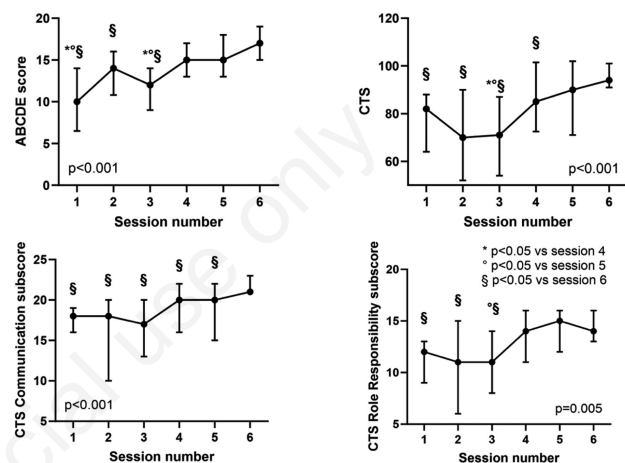 ABCDE score
20
15
10
5
0
*°§
§
*°§
p<0.001
1 2 3 4 5 6
Session number
CTS
120
100
80
60
§
§
*°§
§
p<0.001
1 2 3 4 5 6
Session number
CTS Communication subscore
25
20
15
10
5
§
§
§
§
§
p<0.001
1 2 3 4 5 6
Session number
* p<0.05 vs session 4
° p<0.05 vs session 5
§ p<0.05 vs session 6
CTS Role Responsibility subscore
20
15
10
5
§
§
°§
p=0.005
1 2 3 4 5 6
Session number
cial use only